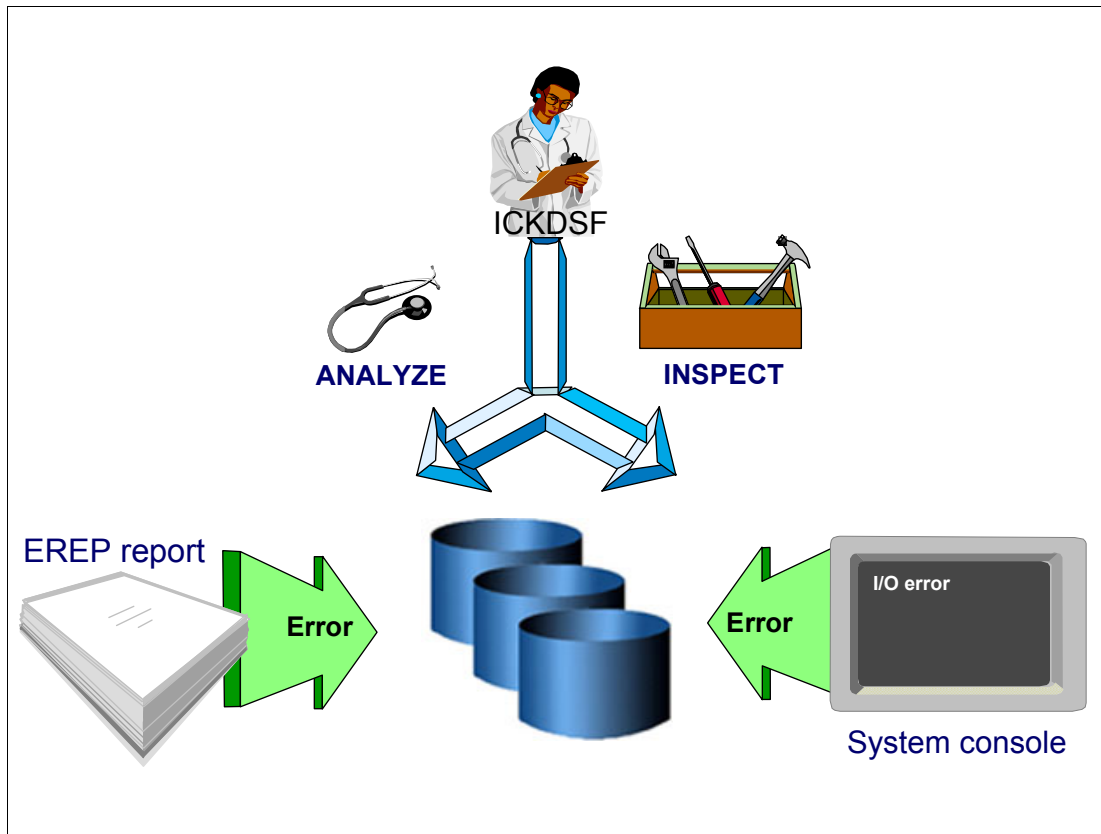 ICKDSF
ANALYZE
INSPECT
EREP report
Error
Error
I/O error
System console